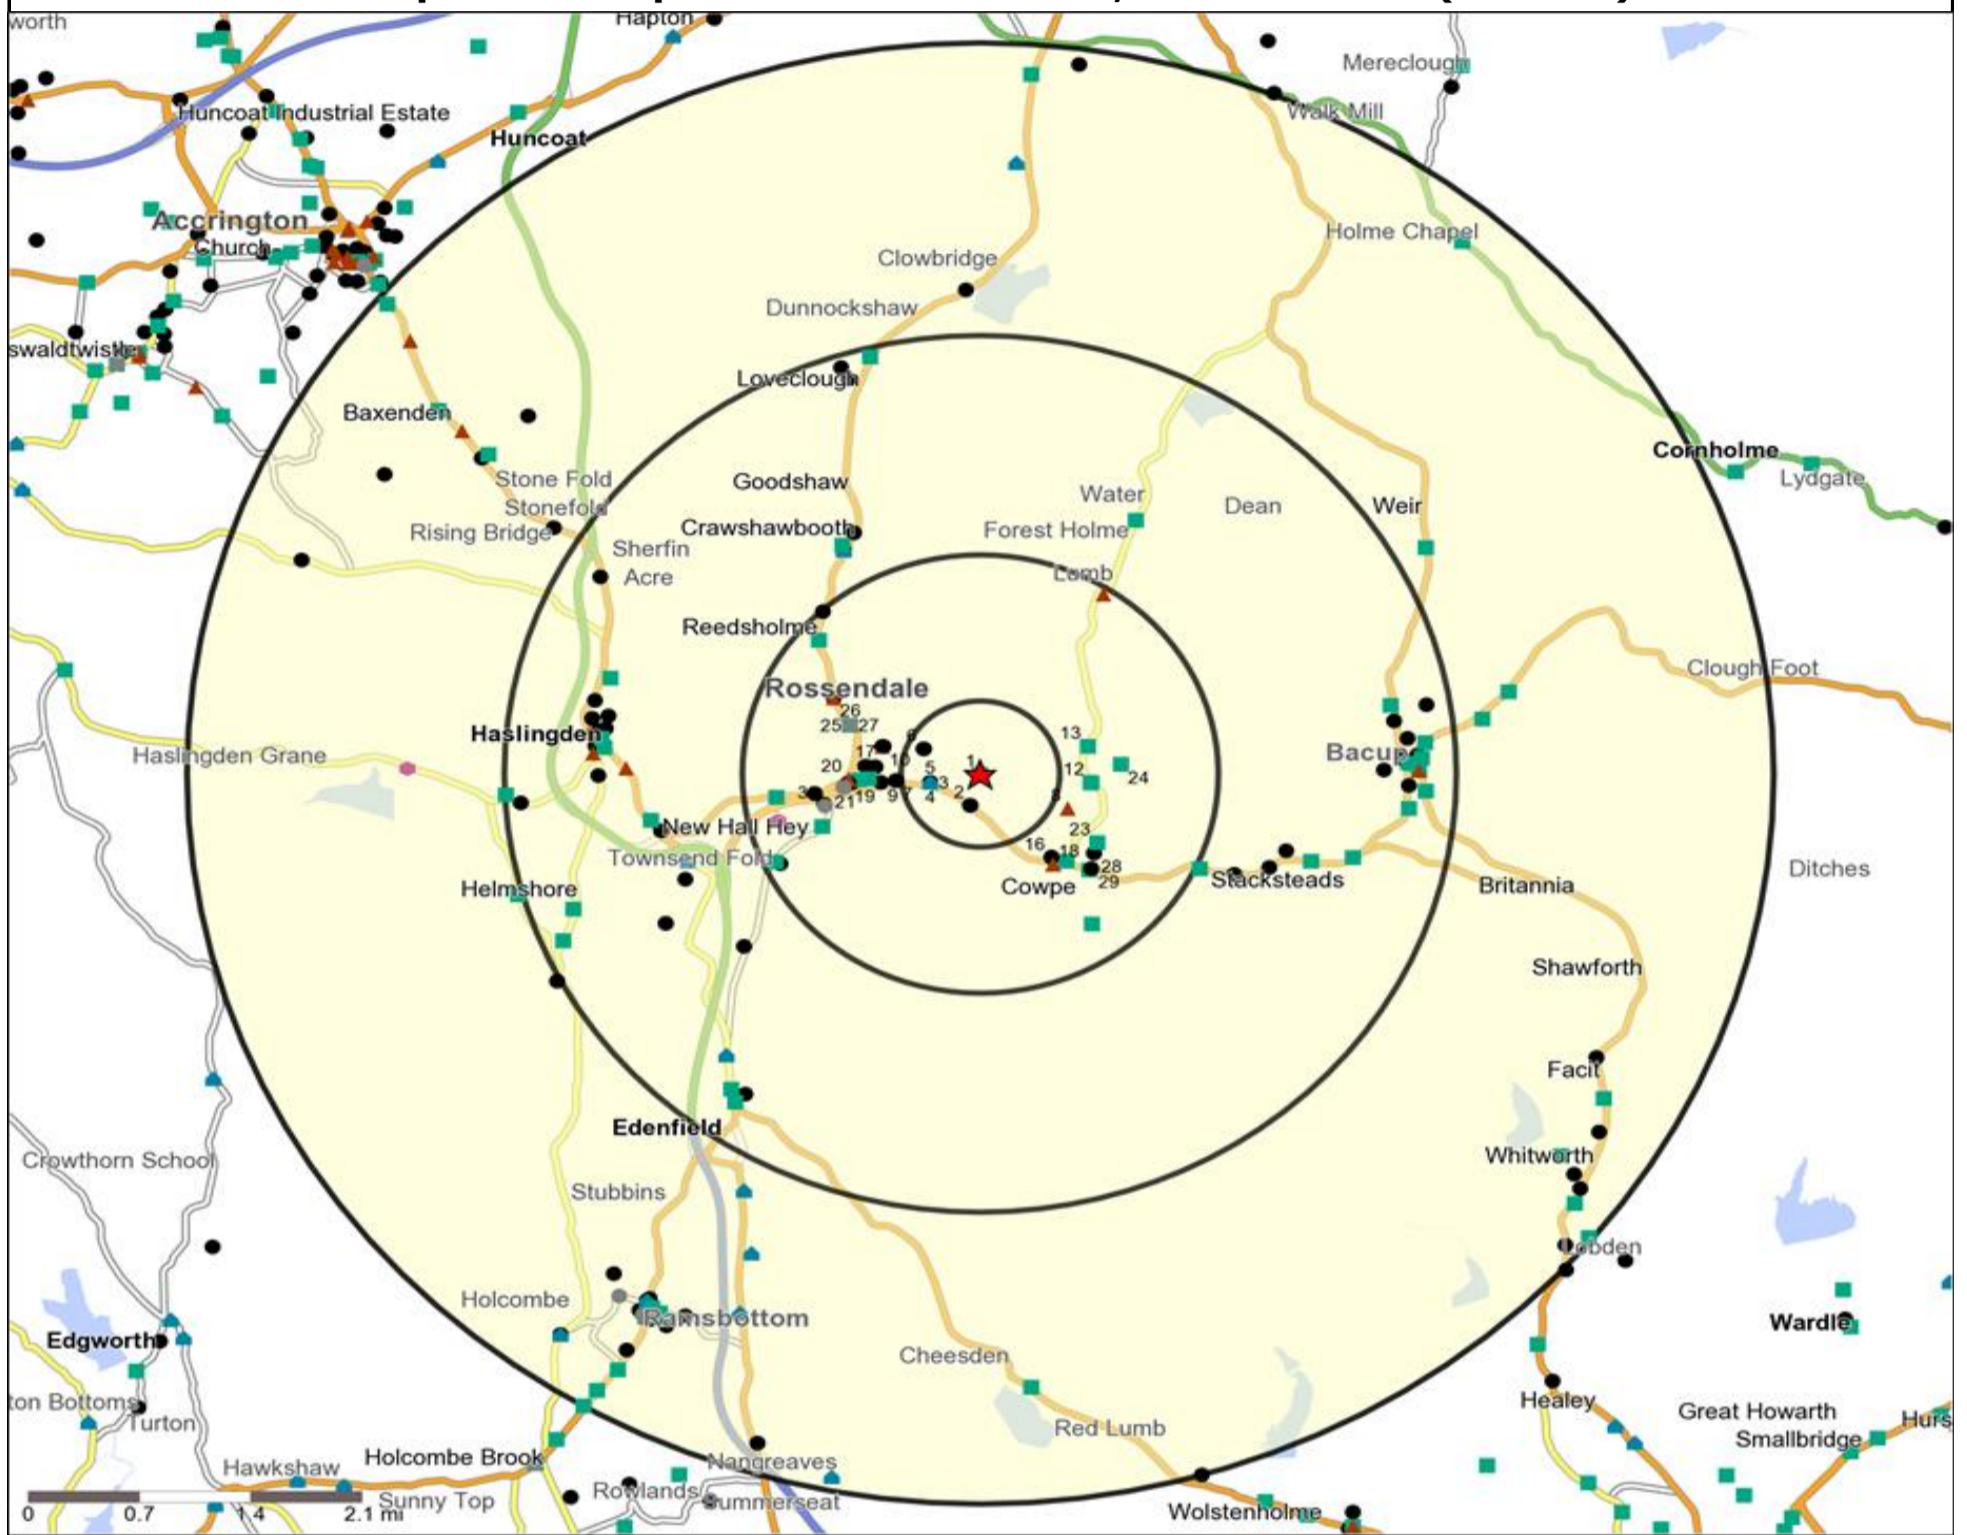 worth
Hapton
Mereclough
Huncoat Industrial Estate
Walk Mill
Huncoat
Accrington
Church
Holme Chapel
Clowbridge
Dunnockshaw
swaldtwistle
Loveclough
Baxenden
Cornholme
Stone Fold
Goodshaw
Lydgate
Water
Dean
Weir
Stonefold
Rising Bridge
Crawshawbooth
Forest Holme
Sherfin
Acre
Lumb
Reedsholme
Clough Foot
Rossendale
26
25 27
Haslingden
13
6
17 10
1
Bacup
Haslingden Grane
20
5
12
24
3
19 9 7
4
3
2
8
21
New Hall Hey
23
16
18
Townsend Fold
28
29
Cowpe
Stacksteads
Helmshore
Britannia
Ditches
Shawforth
Facit
Edenfield
Whitworth
Crowthorn School
Stubbins
Lobden
Holcombe
Ramsbottom
Edgworth
Wardle
Cheesden
ton Bottoms
Turton
Healey
Great Howarth
Hurs
Red Lumb
Smallbridge
Holcombe Brook
Nangreaves
Hawkshaw
Rowlands
Summerseat
Sunny Top
Wolstenholme
0 0.7 1.4 2.1 mi